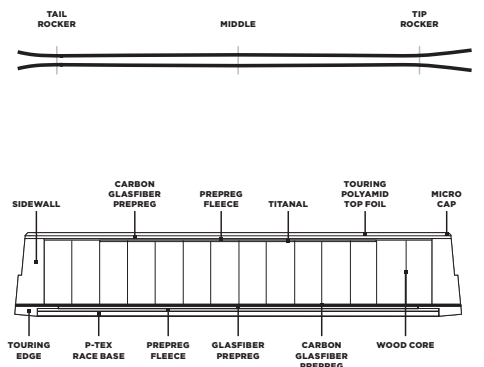 TAIL
ROCKER
MIDDLE
TIP
ROCKER
SIDEWALL
CARBON
GLASFIBER
PREPREG
PREPREG
FLEECE
TITANAL
TOURING
POLYAMID
TOP FOIL
MICRO
CAP
TOURING
EDGE
P-TEX
RACE BASE
PREPREG
FLEECE
GLASFIBER
PREPREG
CARBON
GLASFIBER
PREPREG
WOOD CORE